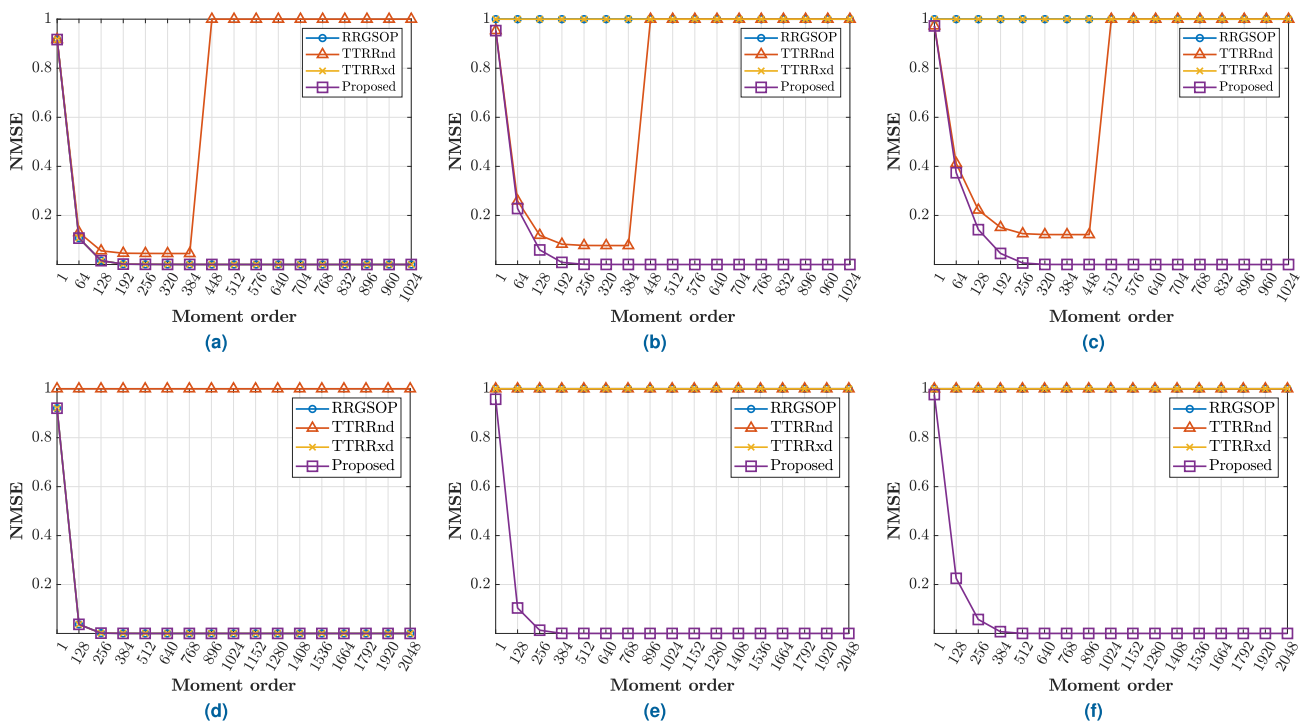 1
0.8
0.6
0.4
0.2
NMSE
RRGSOP
TTRRnd
TTRRxd
Proposed
1 64 128 192 256 320 384 448 512 576 640 704 768 832 896 960 1024
Moment order
(a)
1
0.8
0.6
0.4
0.2
NMSE
RRGSOP
TTRRnd
TTRRxd
Proposed
1 64 128 192 256 320 384 448 512 576 640 704 768 832 896 960 1024
Moment order
(b)
1
0.8
0.6
0.4
0.2
NMSE
RRGSOP
TTRRnd
TTRRxd
Proposed
1 64 128 192 256 320 384 448 512 576 640 704 768 832 896 960 1024
Moment order
(c)
1
0.8
0.6
0.4
0.2
NMSE
RRGSOP
TTRRnd
TTRRxd
Proposed
1 128 256 384 512 640 768 896 1024 1152 1280 1408 1536 1664 1792 1920 2048
Moment order
(d)
1
0.8
0.6
0.4
0.2
NMSE
RRGSOP
TTRRnd
TTRRxd
Proposed
1 128 256 384 512 640 768 896 1024 1152 1280 1408 1536 1664 1792 1920 2048
Moment order
(e)
1
0.8
0.6
0.4
0.2
NMSE
RRGSOP
TTRRnd
TTRRxd
Proposed
1 128 256 384 512 640 768 896 1024 1152 1280 1408 1536 1664 1792 1920 2048
Moment order
(f)